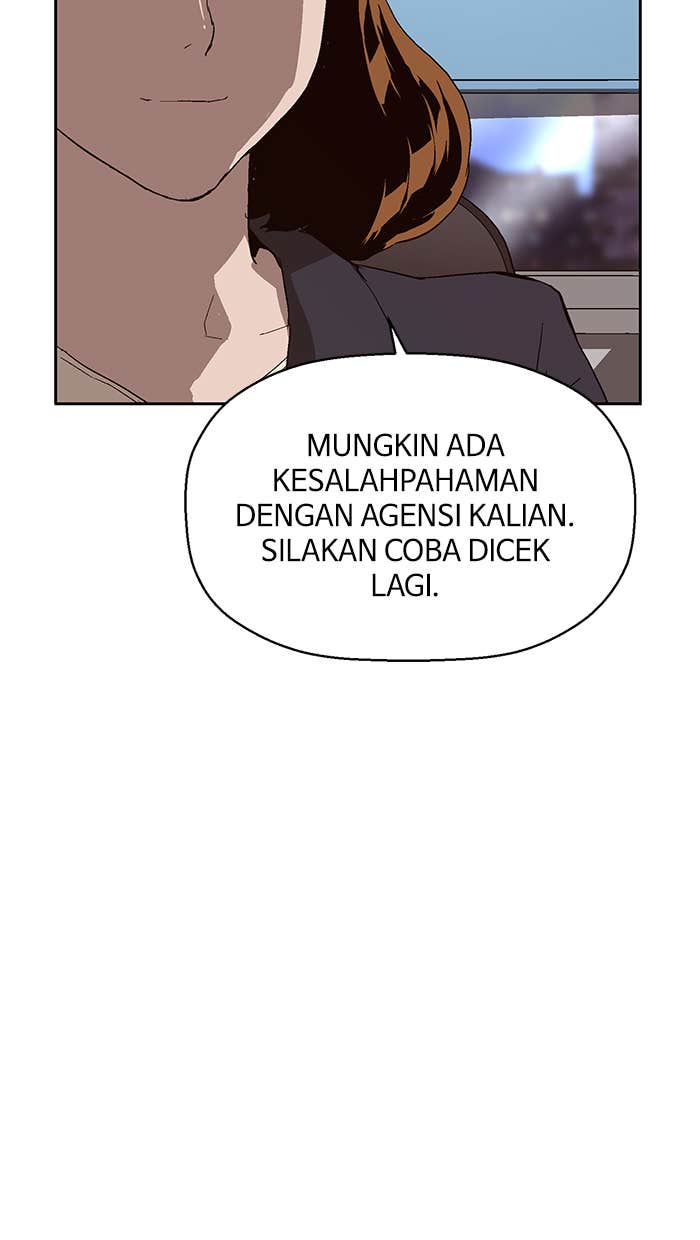 MUNGKIN ADA
KESALAHPAHAMAN
DENGAN AGENSI KALIAN.
SILAKAN COBA DICEK
LAGI.